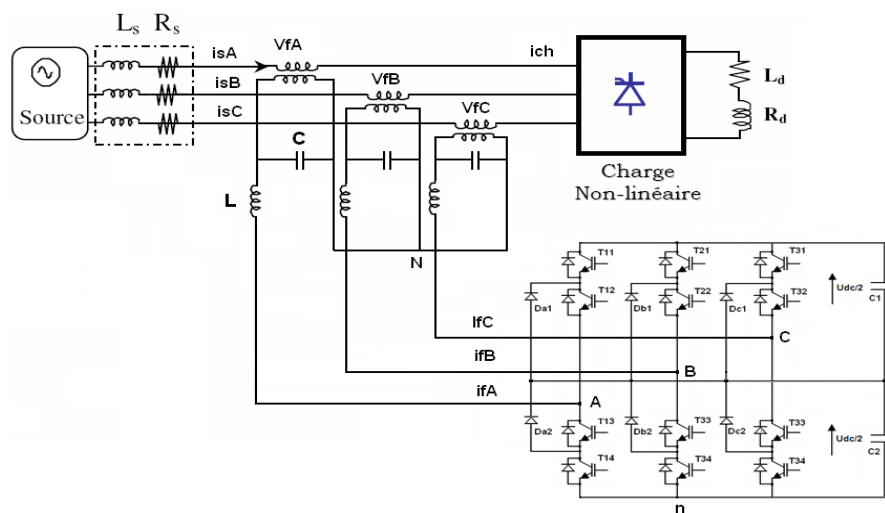 Ls Rs
isA
VfA
ich
isB
VfB
isC
VfC
Source
C
L
N
Ld
Rd
Charge
Non-linéaire
T11
T21
T31
Da1
T12
Db1
T22
Dc1
T32
Udc/2
C1
IfC
C
ifB
B
ifA
A
Da2
T13
Db2
T33
Dc2
T33
Udc/2
C2
T14
T34
T34
n